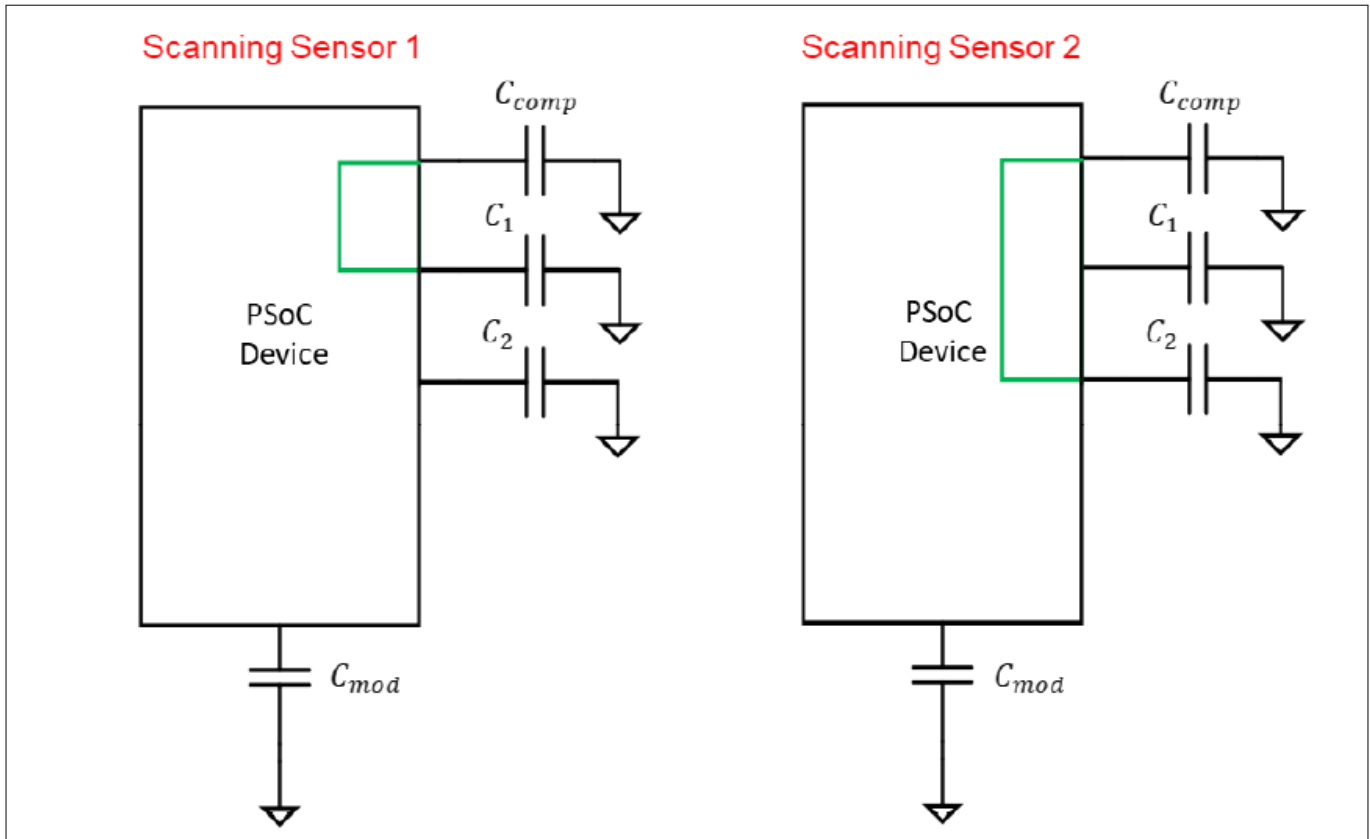 Scanning Sensor 1
C_comp
C_1
C_2
PSoC
Device
C_mod
Scanning Sensor 2
C_comp
C_1
C_2
PSoC
Device
C_mod